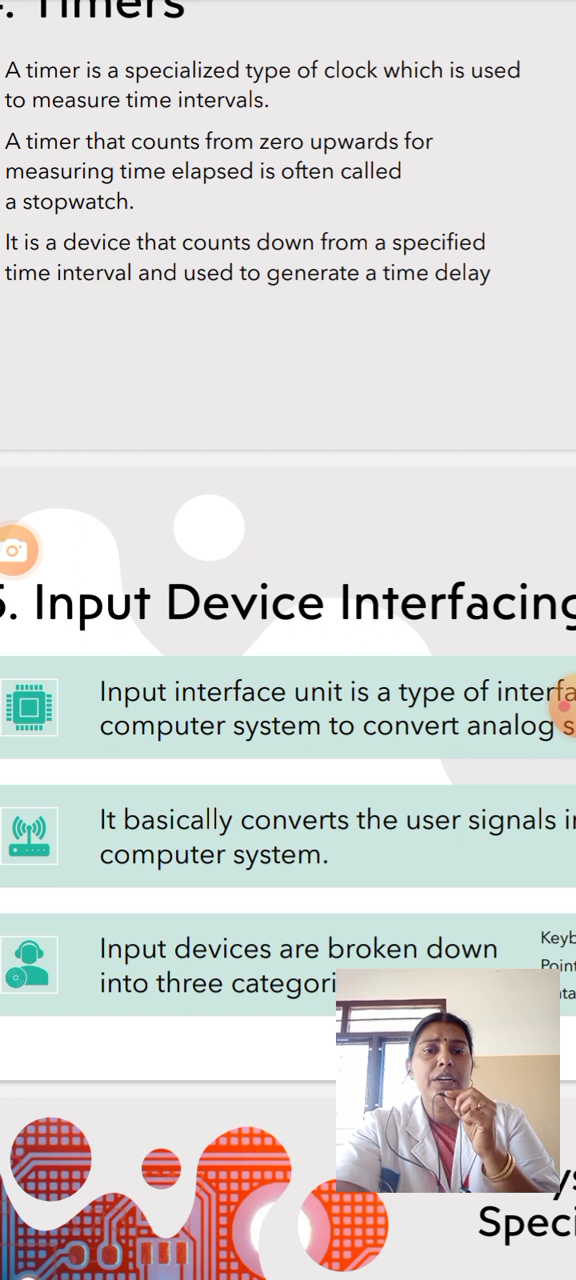 4. Timers
A timer is a specialized type of clock which is used
to measure time intervals.
A timer that counts from zero upwards for
measuring time elapsed is often called
a stopwatch.
It is a device that counts down from a specified
time interval and used to generate a time delay
5. Input Device Interfacing
Input interface unit is a type of
computer system to convert analog
It basically converts the user signals
computer system.
Input devices are broken down
into three